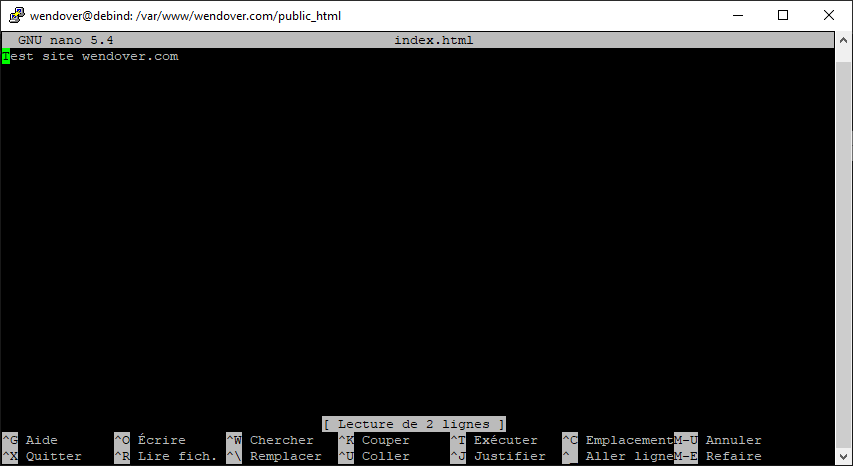 wendover@debind: /var/www/wendover.com/public_html
GNU nano 5.4 index.html
Test site wendover.com
[ Lecture de 2 lignes ]
^G Aide ^O Écrire ^W Chercher ^K Couper ^T Exécuter ^C Emplacement M-U Annuler
^X Quitter ^R Lire fich. ^\ Remplacer ^U Coller ^J Justifier ^_ Aller ligne M-E Refaire